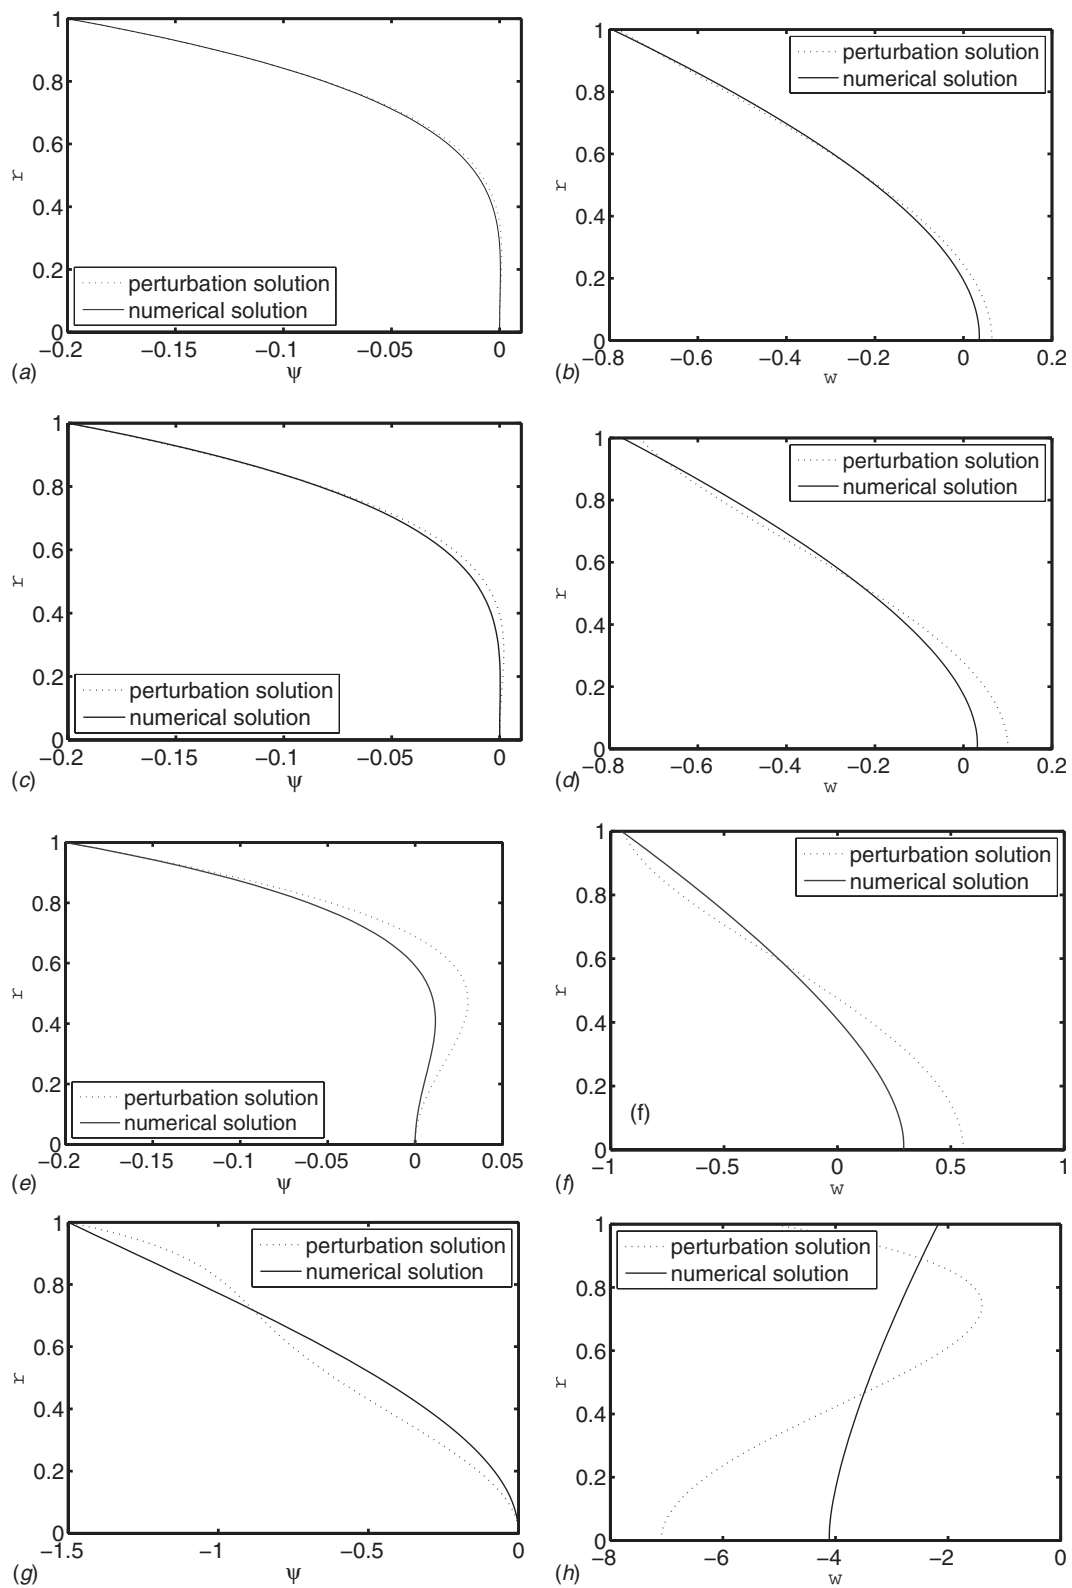 1
0.8
0.6
r
0.4
0.2
0
perturbation solution
numerical solution
−0.2 −0.15 −0.1 −0.05 0
(a) ψ
1
0.8
0.6
r
0.4
0.2
0
perturbation solution
numerical solution
−0.8 −0.6 −0.4 −0.2 0 0.2
(b) w
1
0.8
0.6
r
0.4
0.2
0
perturbation solution
numerical solution
−0.2 −0.15 −0.1 −0.05 0
(c) ψ
1
0.8
0.6
r
0.4
0.2
0
perturbation solution
numerical solution
−0.8 −0.6 −0.4 −0.2 0 0.2
(d) w
1
0.8
0.6
r
0.4
0.2
0
perturbation solution
numerical solution
−0.2 −0.15 −0.1 −0.05 0 0.05
(e) ψ
1
0.8
0.6
r
0.4
0.2
0
perturbation solution
numerical solution
(f)
−1 −0.5 0 0.5 1
(f) w
1
0.8
0.6
r
0.4
0.2
0
perturbation solution
numerical solution
−1.5 −1 −0.5 0
(g) ψ
1
0.8
0.6
r
0.4
0.2
0
perturbation solution
numerical solution
−8 −6 −4 −2 0
(h) w